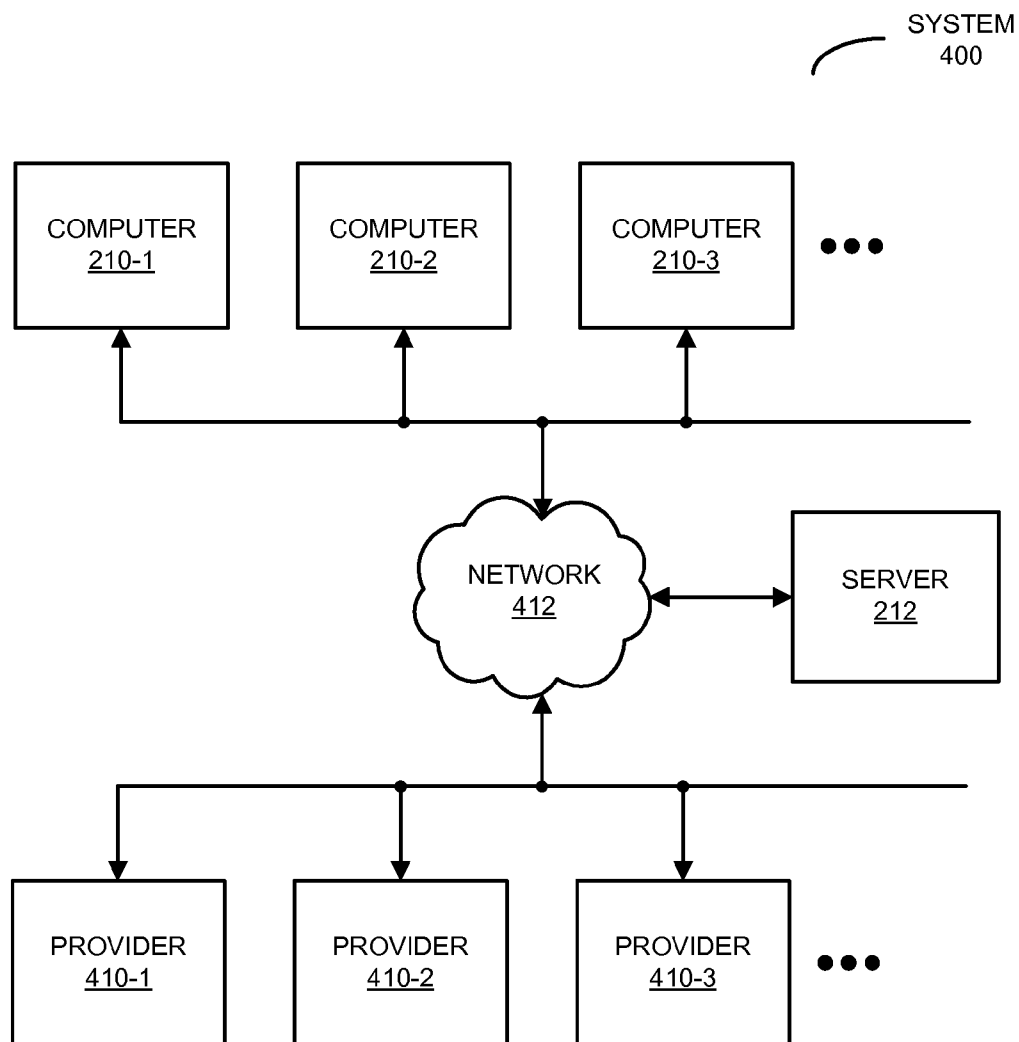 SYSTEM
400
COMPUTER
210-1
COMPUTER
210-2
COMPUTER
210-3
NETWORK
412
SERVER
212
PROVIDER
410-1
PROVIDER
410-2
PROVIDER
410-3